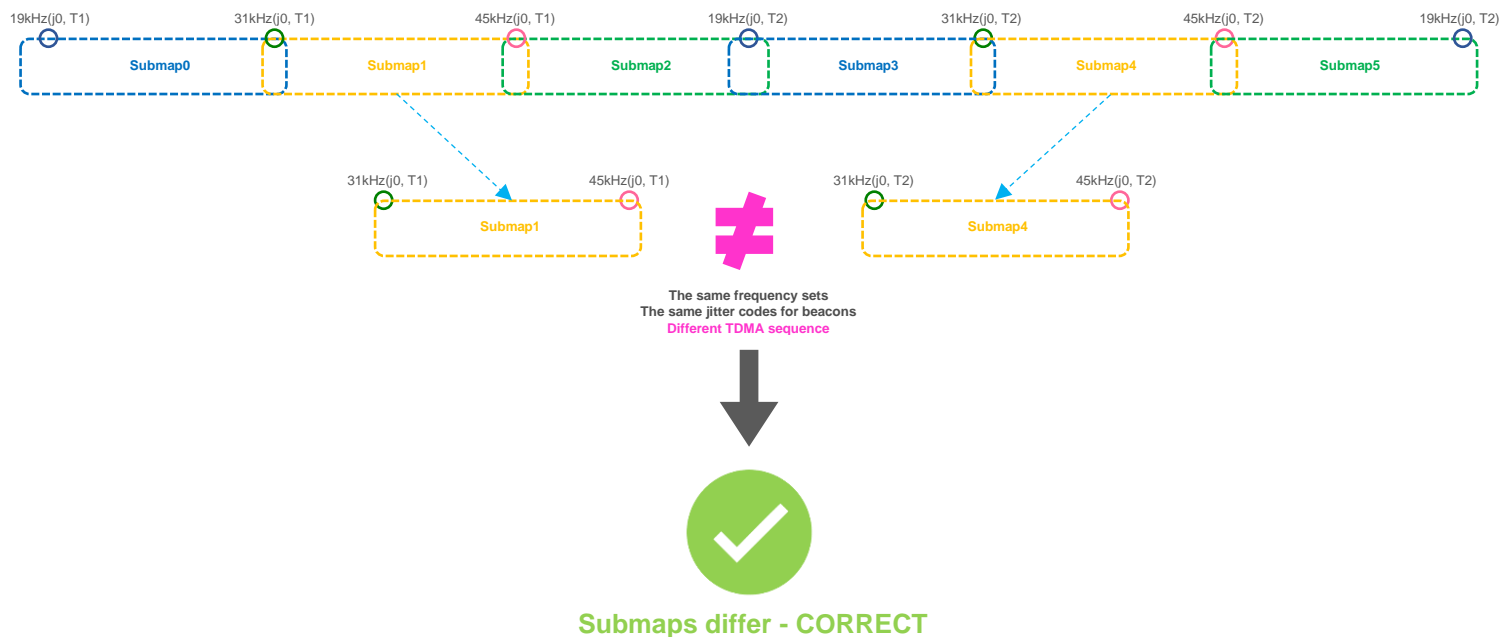 19kHz(j0, T1)
31kHz(j0, T1)
45kHz(j0, T1)
19kHz(j0, T2)
31kHz(j0, T2)
45kHz(j0, T2)
19kHz(j0, T2)
Submap0
Submap1
Submap2
Submap3
Submap4
Submap5
31kHz(j0, T1)
45kHz(j0, T1)
31kHz(j0, T2)
45kHz(j0, T2)
Submap1
≠
Submap4
The same frequency sets
The same jitter codes for beacons
Different TDMA sequence
Submaps differ - CORRECT